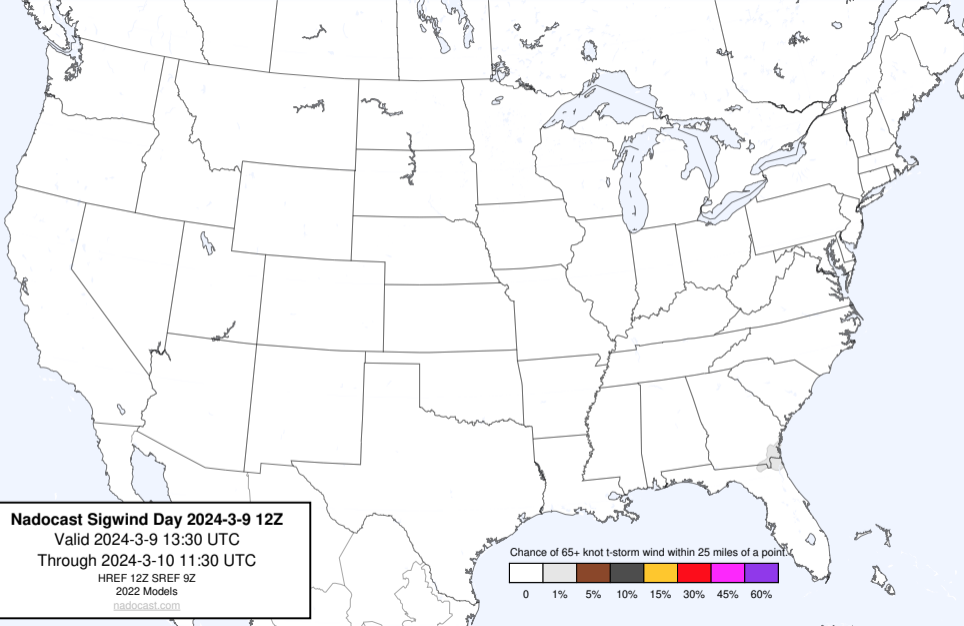 Nadocast Sigwind Day 2024-3-9 12Z
Valid 2024-3-9 13:30 UTC
Through 2024-3-10 11:30 UTC
HREF 12Z SREF 9Z
2022 Models
nadocast.com
Chance of 65+ knot t-storm wind within 25 miles of a point.
0 1% 5% 10% 15% 30% 45% 60%